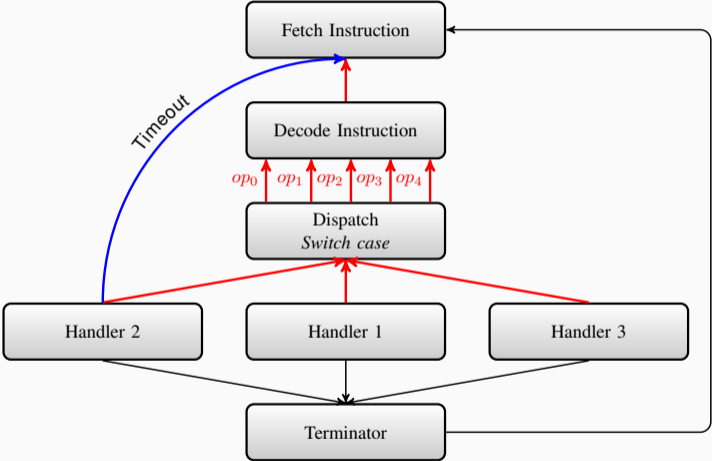 Fetch Instruction
Timeout
Decode Instruction
op₀ op₁ op₂ op₃ op₄
Dispatch
Switch case
Handler 2
Handler 1
Handler 3
Terminator